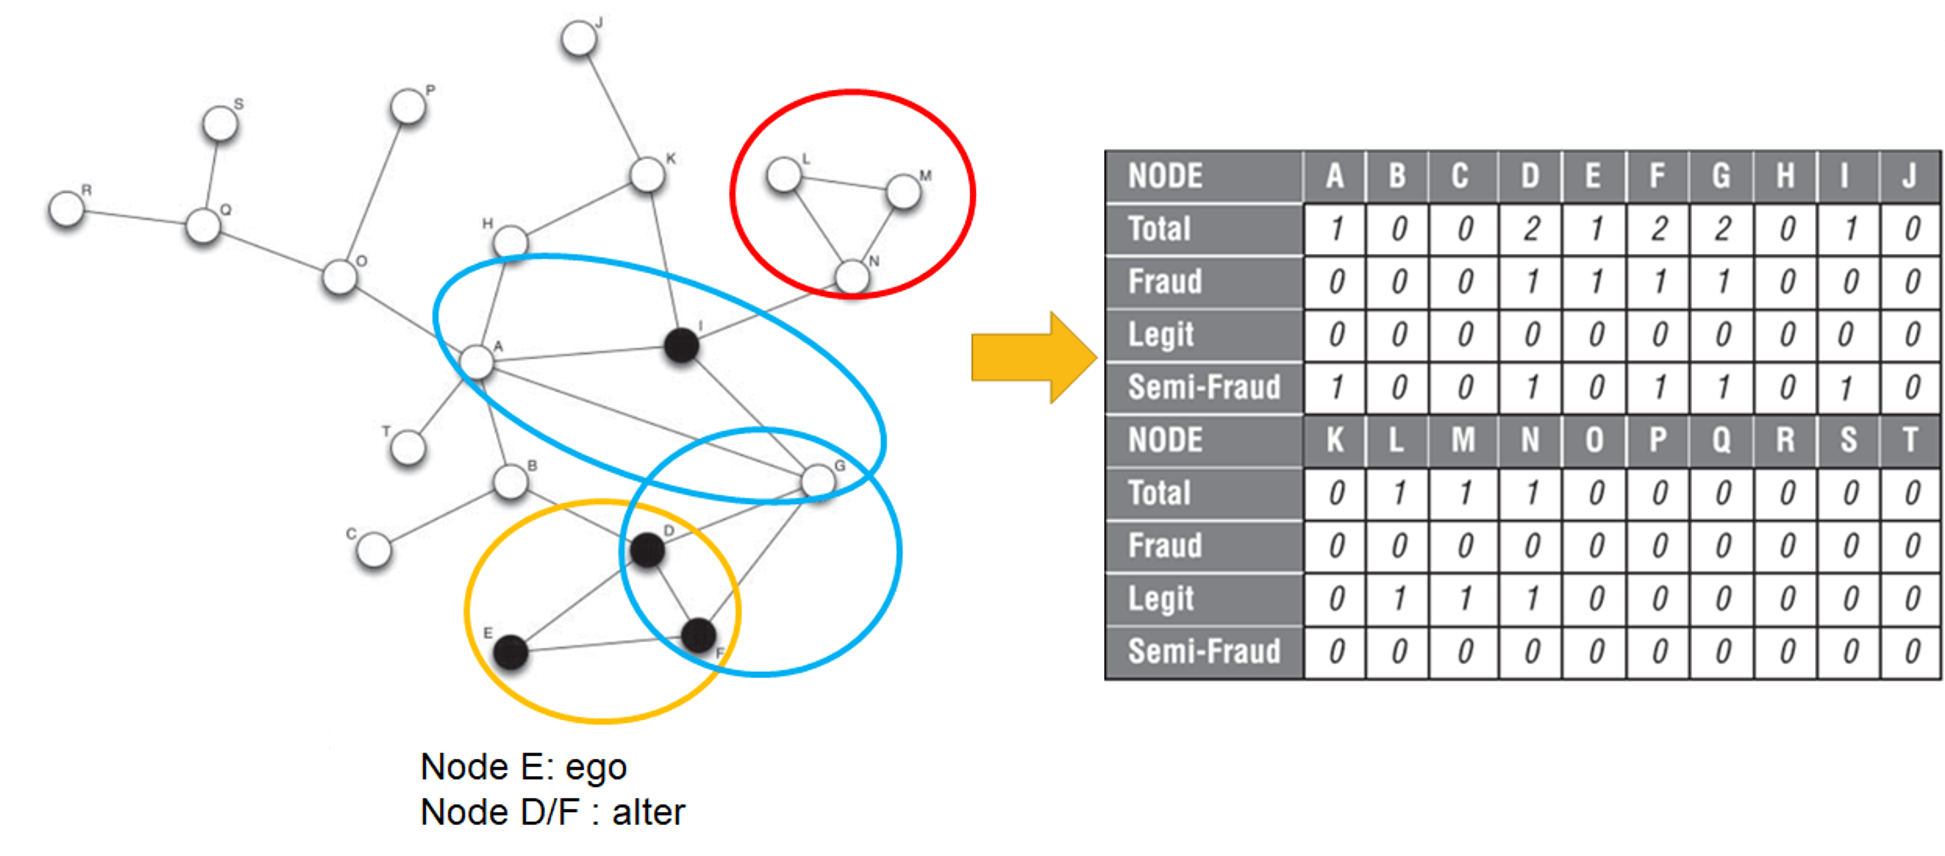 J
S
P
K
L
M
R
Q
H
O
N
I
A
T
B
G
C
D
E
F
Node E: ego
Node D/F : alter
NODE A B C D E F G H I J
Total 1 0 0 2 1 2 2 0 1 0
Fraud 0 0 0 1 1 1 1 0 0 0
Legit 0 0 0 0 0 0 0 0 0 0
Semi-Fraud 1 0 0 1 0 1 1 0 1 0
NODE K L M N O P Q R S T
Total 0 1 1 1 0 0 0 0 0 0
Fraud 0 0 0 0 0 0 0 0 0 0
Legit 0 1 1 1 0 0 0 0 0 0
Semi-Fraud 0 0 0 0 0 0 0 0 0 0